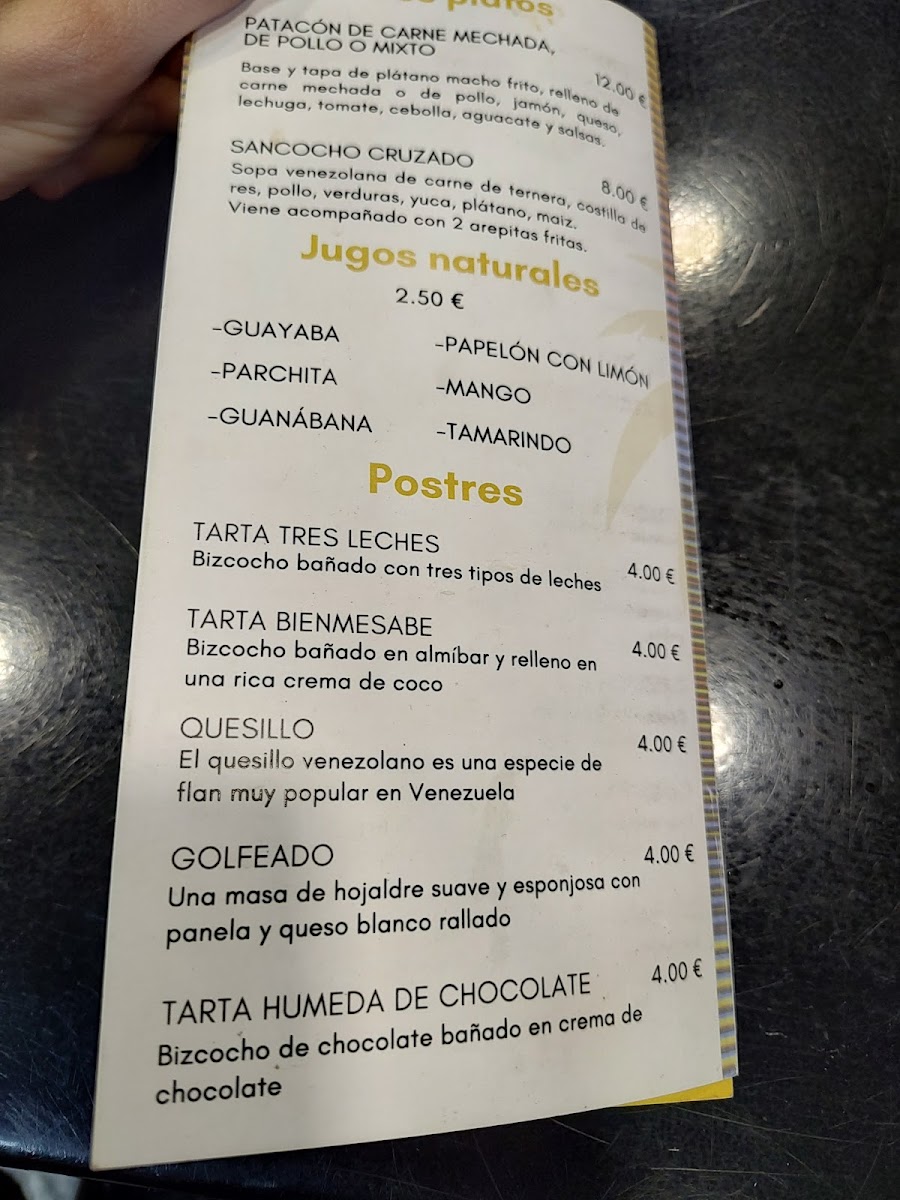 platos
PATACÓN DE CARNE MECHADA,
DE POLLO O MIXTO
12.00 €
Base y tapa de plátano macho frito, relleno de
carne mechada o de pollo, jamón, queso,
lechuga, tomate, cebolla, aguacate y salsas.
SANCOCHO CRUZADO
8.00 €
Sopa venezolana de carne de ternera, costilla de
res, pollo, verduras, yuca, plátano, maiz.
Viene acompañado con 2 arepitas fritas.
Jugos naturales
2.50 €
-GUAYABA
-PARCHITA
-GUANÁBANA
-PAPELÓN CON LIMÓN
-MANGO
-TAMARINDO
Postres
TARTA TRES LECHES
Bizcocho bañado con tres tipos de leches
4.00 €
TARTA BIENMESABE
4.00 €
Bizcocho bañado en almíbar y relleno en
una rica crema de coco
QUESILLO
4.00 €
El quesillo venezolano es una especie de
flan muy popular en Venezuela
GOLFEADO
4.00 €
Una masa de hojaldre suave y esponjosa con
panela y queso blanco rallado
TARTA HUMEDA DE CHOCOLATE
4.00 €
Bizcocho de chocolate bañado en crema de
chocolate